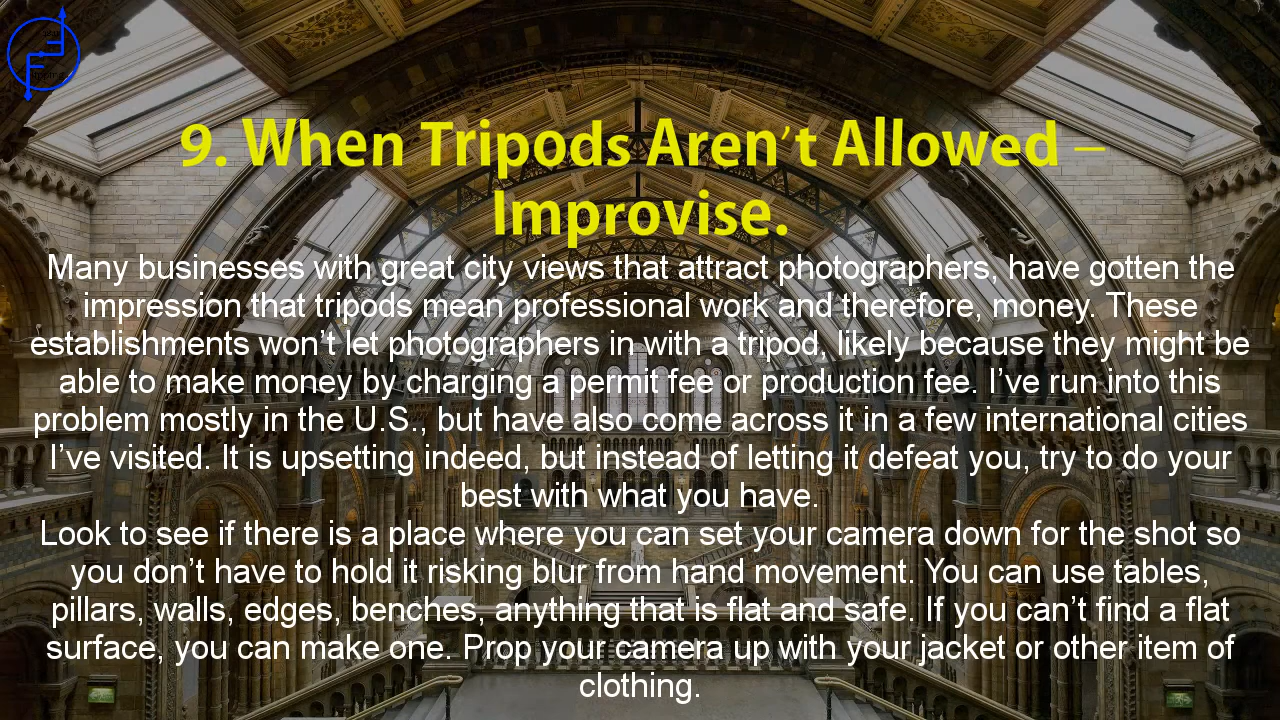 9. When Tripods Aren’t Allowed –
Improvise.
Many businesses with great city views that attract photographers, have gotten the
impression that tripods mean professional work and therefore, money. These
establishments won’t let photographers in with a tripod, likely because they might be
able to make money by charging a permit fee or production fee. I’ve run into this
problem mostly in the U.S., but have also come across it in a few international cities
I’ve visited. It is upsetting indeed, but instead of letting it defeat you, try to do your
best with what you have.
Look to see if there is a place where you can set your camera down for the shot so
you don’t have to hold it risking blur from hand movement. You can use tables,
pillars, walls, edges, benches, anything that is flat and safe. If you can’t find a flat
surface, you can make one. Prop your camera up with your jacket or other item of
clothing.